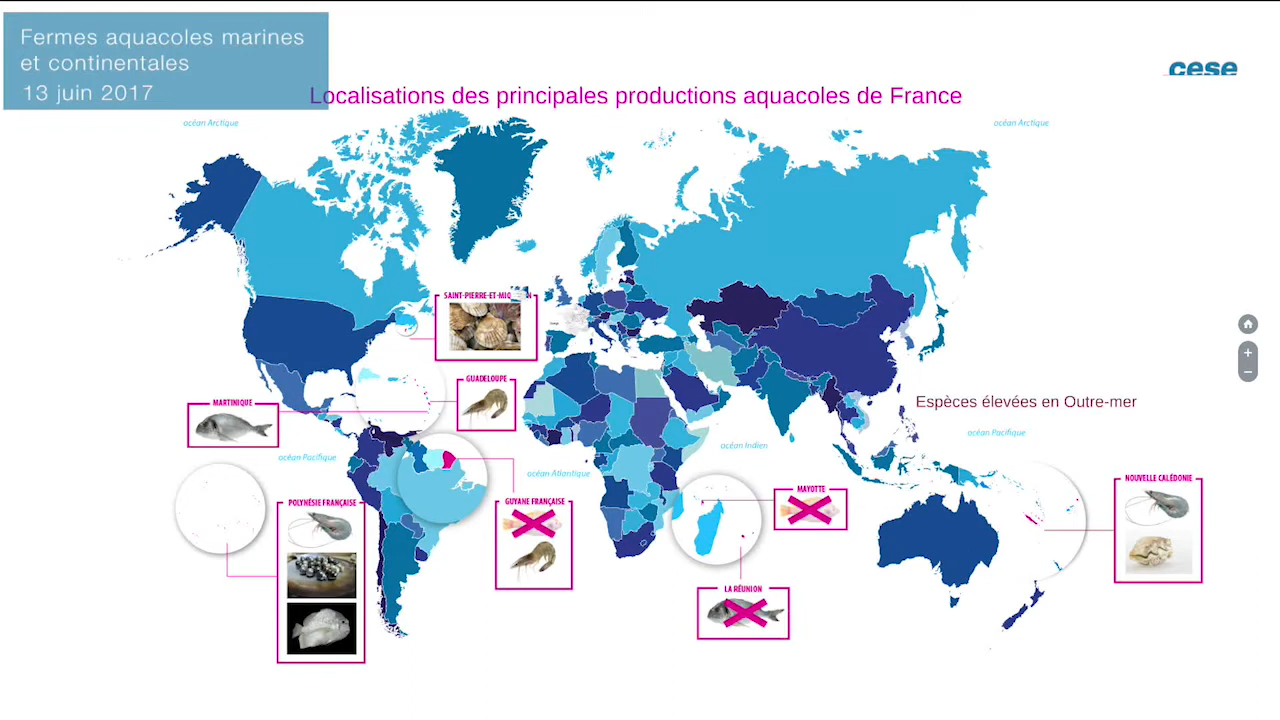 Fermes aquacoles marines
et continentales
13 juin 2017
cese
Localisations des principales productions aquacoles de France
océan Arctique
océan Arctique
SAINT-PIERRE-ET-MIQ
GUADELOUPE
MARTINIQUE
Espèces élevées en Outre-mer
océan Pacifique
océan Indien
océan Pacifique
océan Atlantique
NOUVELLE CALÉDONIE
MAYOTTE
POLYNÉSIE FRANÇAISE
GUYANE FRANÇAISE
LA RÉUNION